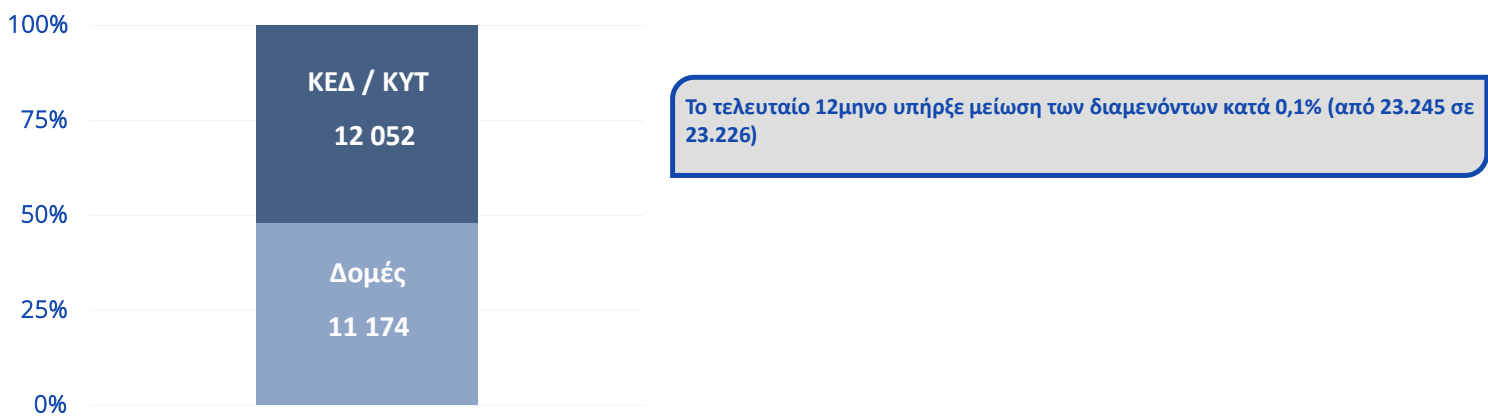 100%
75%
50%
25%
0%
ΚΕΔ / ΚΥΤ
12 052
Δομές
11 174
Το τελευταίο 12μηνο υπήρξε μείωση των διαμενόντων κατά 0,1% (από 23.245 σε
23.226)